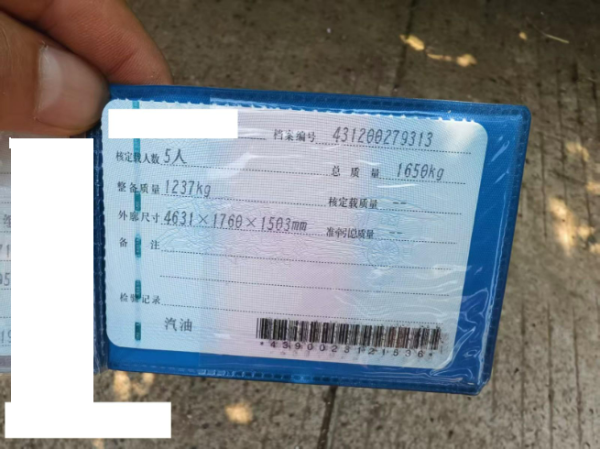 档案编号 431200279313
核定载人数 5人 总质量 1650kg
整备质量 1237kg 核定载质量 --
外廓尺寸 4631×1760×1503mm 准牵引总质量 --
备注
检验记录
汽油